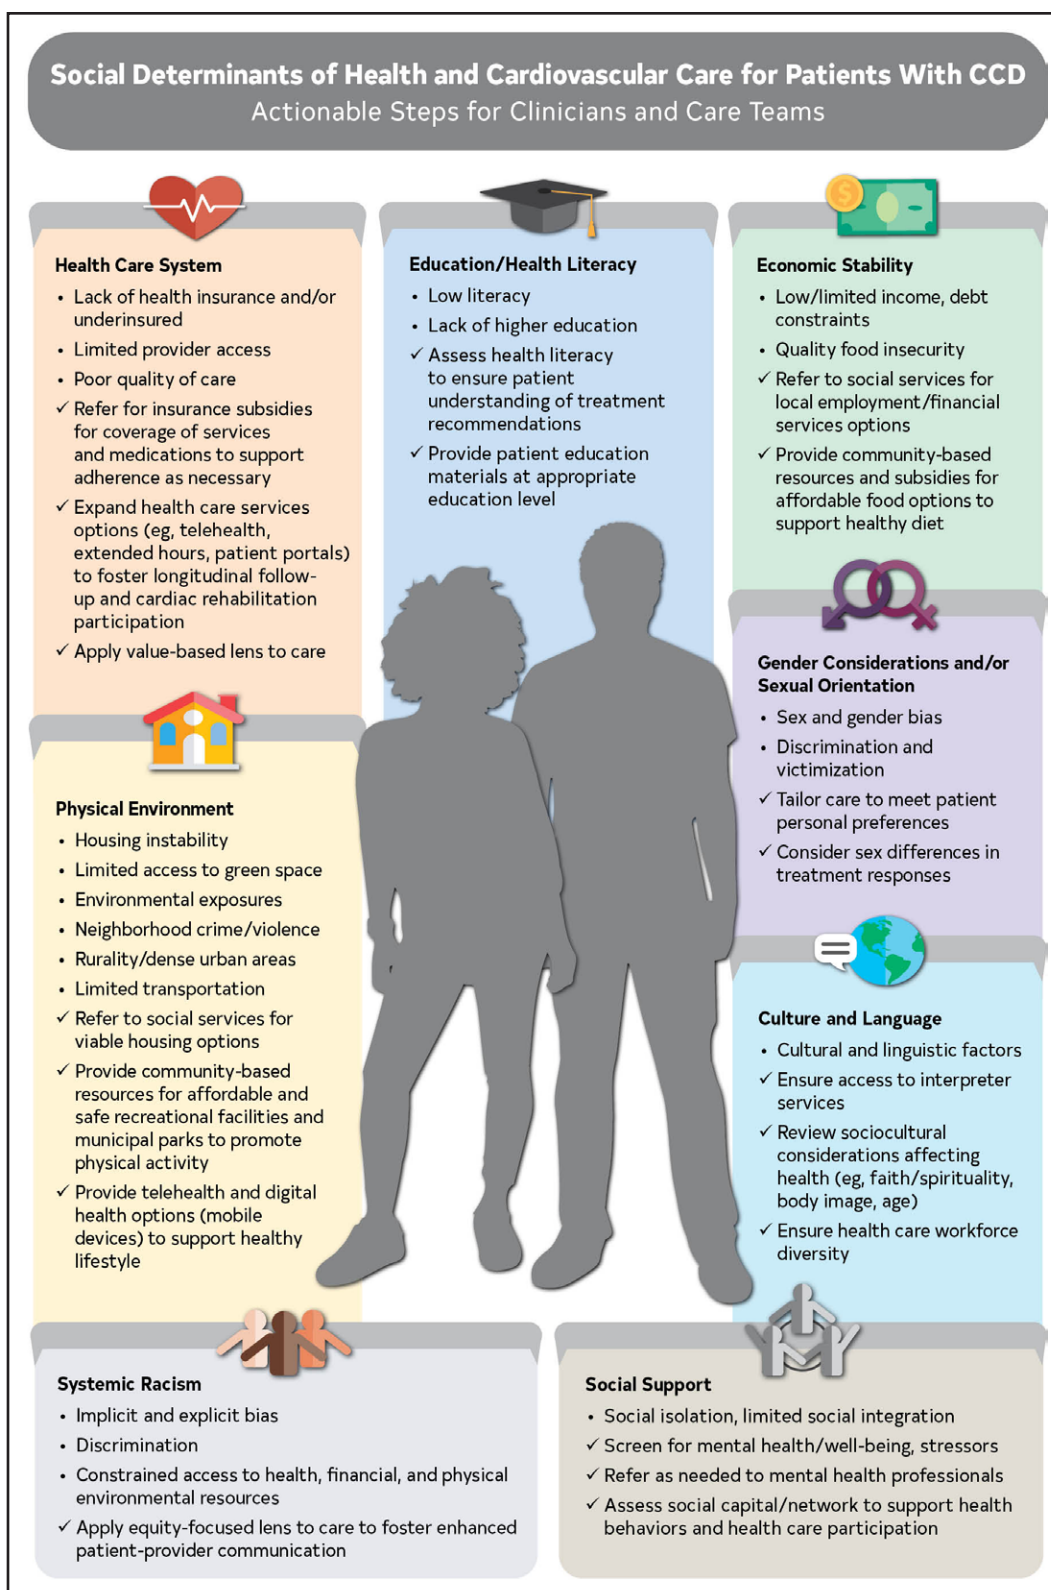 Social Determinants of Health and Cardiovascular Care for Patients With CCD
Actionable Steps for Clinicians and Care Teams
Health Care System
• Lack of health insurance and/or
underinsured
• Limited provider access
• Poor quality of care
✓ Refer for insurance subsidies
for coverage of services
and medications to support
adherence as necessary
✓ Expand health care services
options (eg, telehealth,
extended hours, patient portals)
to foster longitudinal follow-
up and cardiac rehabilitation
participation
✓ Apply value-based lens to care
Education/Health Literacy
• Low literacy
• Lack of higher education
✓ Assess health literacy
to ensure patient
understanding of treatment
recommendations
✓ Provide patient education
materials at appropriate
education level
$
Economic Stability
• Low/limited income, debt
constraints
• Quality food insecurity
✓ Refer to social services for
local employment/financial
services options
✓ Provide community-based
resources and subsidies for
affordable food options to
support healthy diet
Gender Considerations and/or
Sexual Orientation
• Sex and gender bias
• Discrimination and
victimization
✓ Tailor care to meet patient
personal preferences
✓ Consider sex differences in
treatment responses
Physical Environment
• Housing instability
• Limited access to green space
• Environmental exposures
• Neighborhood crime/violence
• Rurality/dense urban areas
• Limited transportation
✓ Refer to social services for
viable housing options
✓ Provide community-based
resources for affordable and
safe recreational facilities and
municipal parks to promote
physical activity
✓ Provide telehealth and digital
health options (mobile
devices) to support healthy
lifestyle
Culture and Language
• Cultural and linguistic factors
✓ Ensure access to interpreter
services
✓ Review sociocultural
considerations affecting
health (eg, faith/spirituality,
body image, age)
✓ Ensure health care workforce
diversity
Systemic Racism
• Implicit and explicit bias
• Discrimination
• Constrained access to health, financial, and physical
environmental resources
✓ Apply equity-focused lens to care to foster enhanced
patient-provider communication
Social Support
• Social isolation, limited social integration
✓ Screen for mental health/well-being, stressors
✓ Refer as needed to mental health professionals
✓ Assess social capital/network to support health
behaviors and health care participation